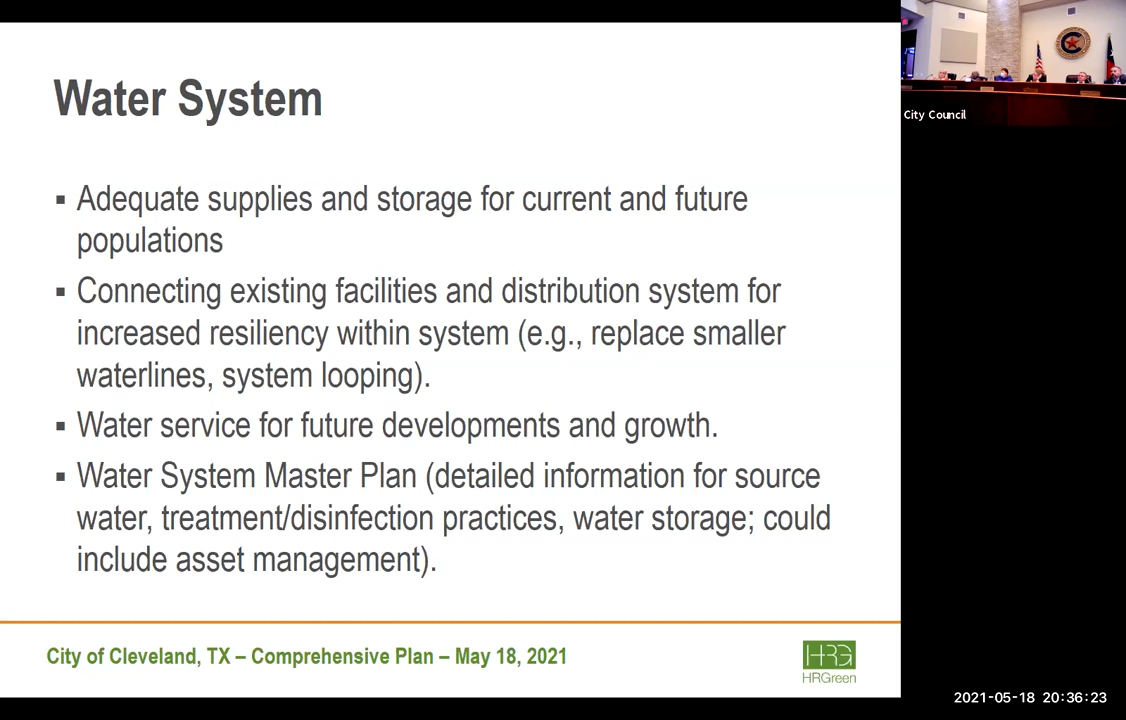 Water System
▪ Adequate supplies and storage for current and future
populations
▪ Connecting existing facilities and distribution system for
increased resiliency within system (e.g., replace smaller
waterlines, system looping).
▪ Water service for future developments and growth.
▪ Water System Master Plan (detailed information for source
water, treatment/disinfection practices, water storage; could
include asset management).
City of Cleveland, TX – Comprehensive Plan – May 18, 2021
HRG
HRGreen
City Council
2021-05-18 20:36:23